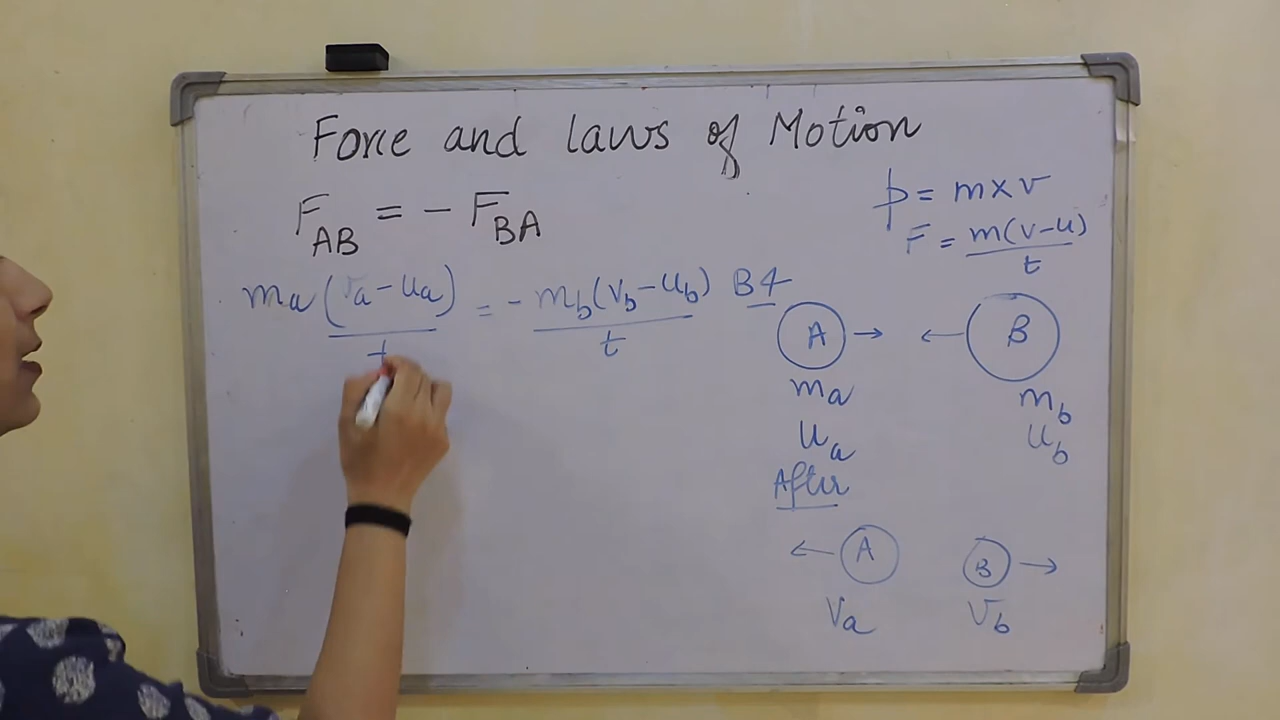 Force and laws of Motion
F_AB = - F_BA
p = m x v
F = m(v-u)/t
m_a (v_a - u_a)/t = - m_b (v_b - u_b)/t
B4
A → ← B
m_a m_b
u_a u_b
After
← A B →
v_a v_b